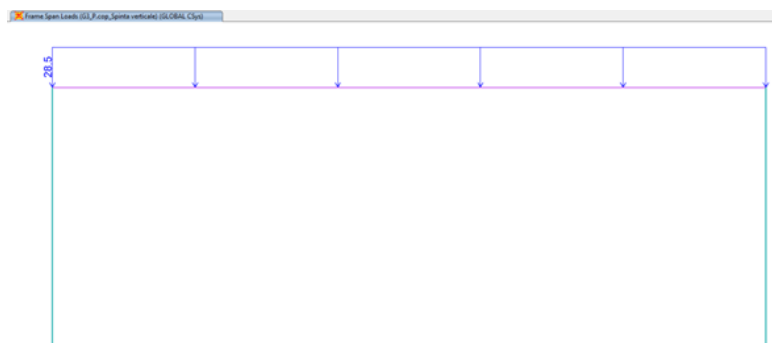 Frame Span Loads (G3_P.cop_Spinta verticale) (GLOBAL CSys)
28.5